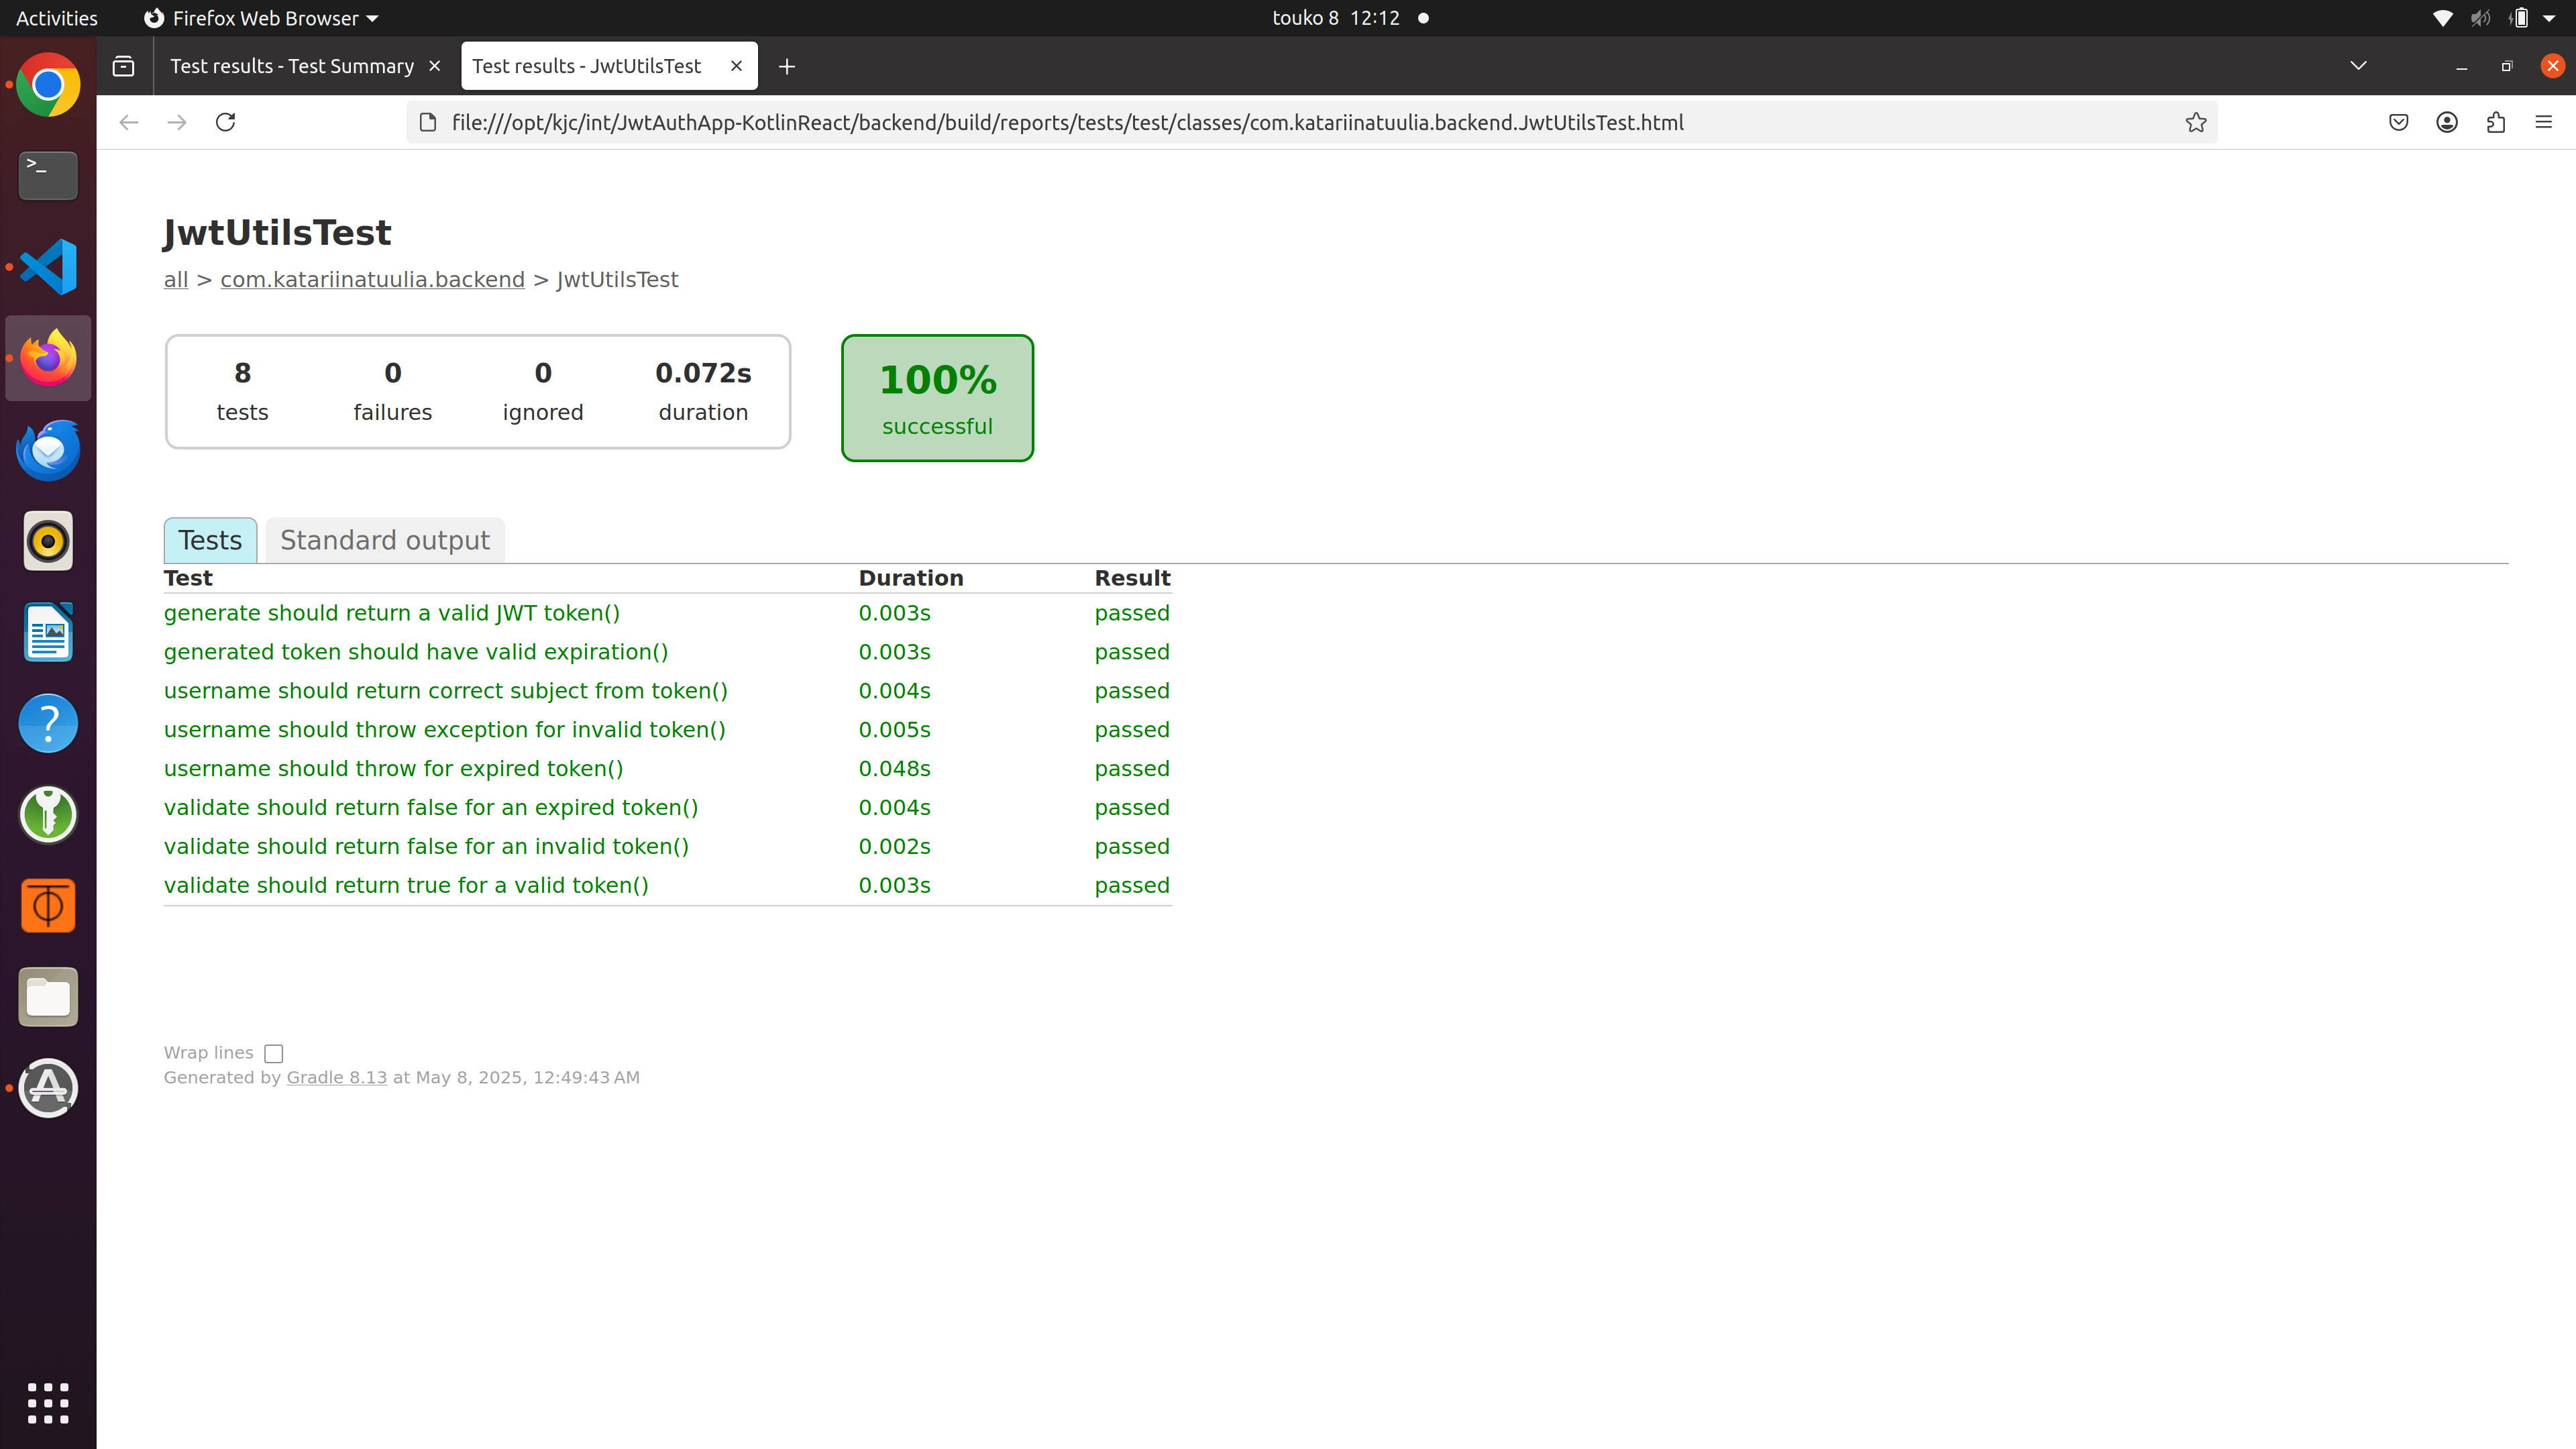 Activities Firefox Web Browser touko 8 12:12
Test results - Test Summary Test results - JwtUtilsTest
file:///opt/kjc/int/JwtAuthApp-KotlinReact/backend/build/reports/tests/test/classes/com.katariinatuulia.backend.JwtUtilsTest.html
JwtUtilsTest
all > com.katariinatuulia.backend > JwtUtilsTest
8 0 0 0.072s
tests failures ignored duration
100%
successful
Tests Standard output
Test Duration Result
generate should return a valid JWT token() 0.003s passed
generated token should have valid expiration() 0.003s passed
username should return correct subject from token() 0.004s passed
username should throw exception for invalid token() 0.005s passed
username should throw for expired token() 0.048s passed
validate should return false for an expired token() 0.004s passed
validate should return false for an invalid token() 0.002s passed
validate should return true for a valid token() 0.003s passed
Wrap lines
Generated by Gradle 8.13 at May 8, 2025, 12:49:43 AM